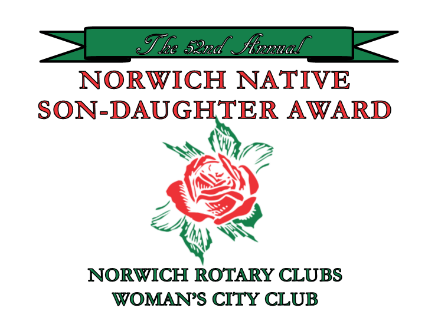 The 52nd Annual
NORWICH NATIVE
SON-DAUGHTER AWARD
NORWICH ROTARY CLUBS
WOMAN'S CITY CLUB